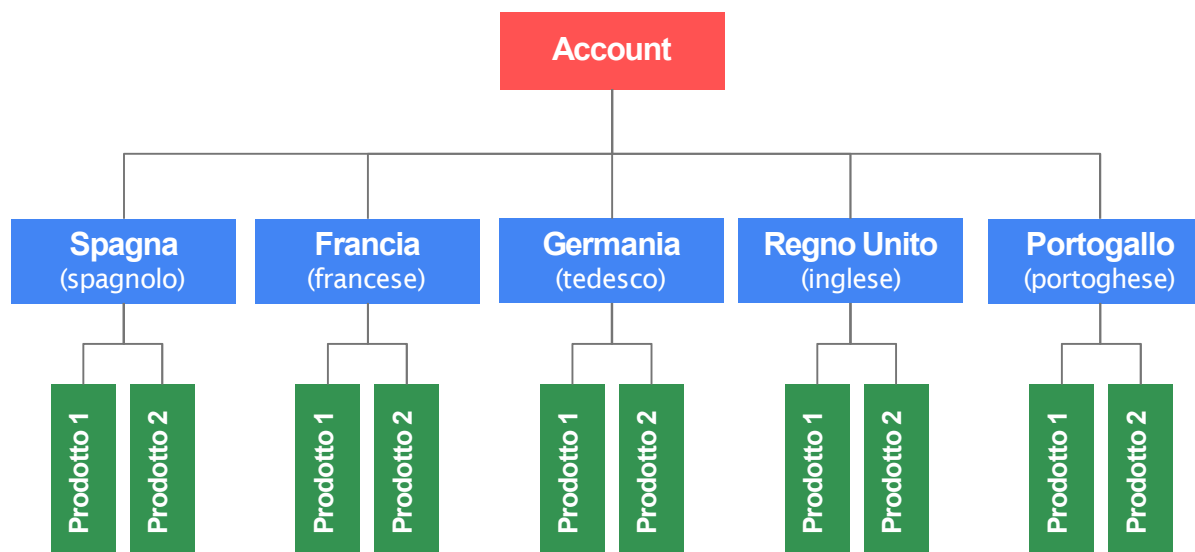 Account
Spagna
(spagnolo)
Francia
(francese)
Germania
(tedesco)
Regno Unito
(inglese)
Portogallo
(portoghese)
Prodotto 1
Prodotto 2
Prodotto 1
Prodotto 2
Prodotto 1
Prodotto 2
Prodotto 1
Prodotto 2
Prodotto 1
Prodotto 2